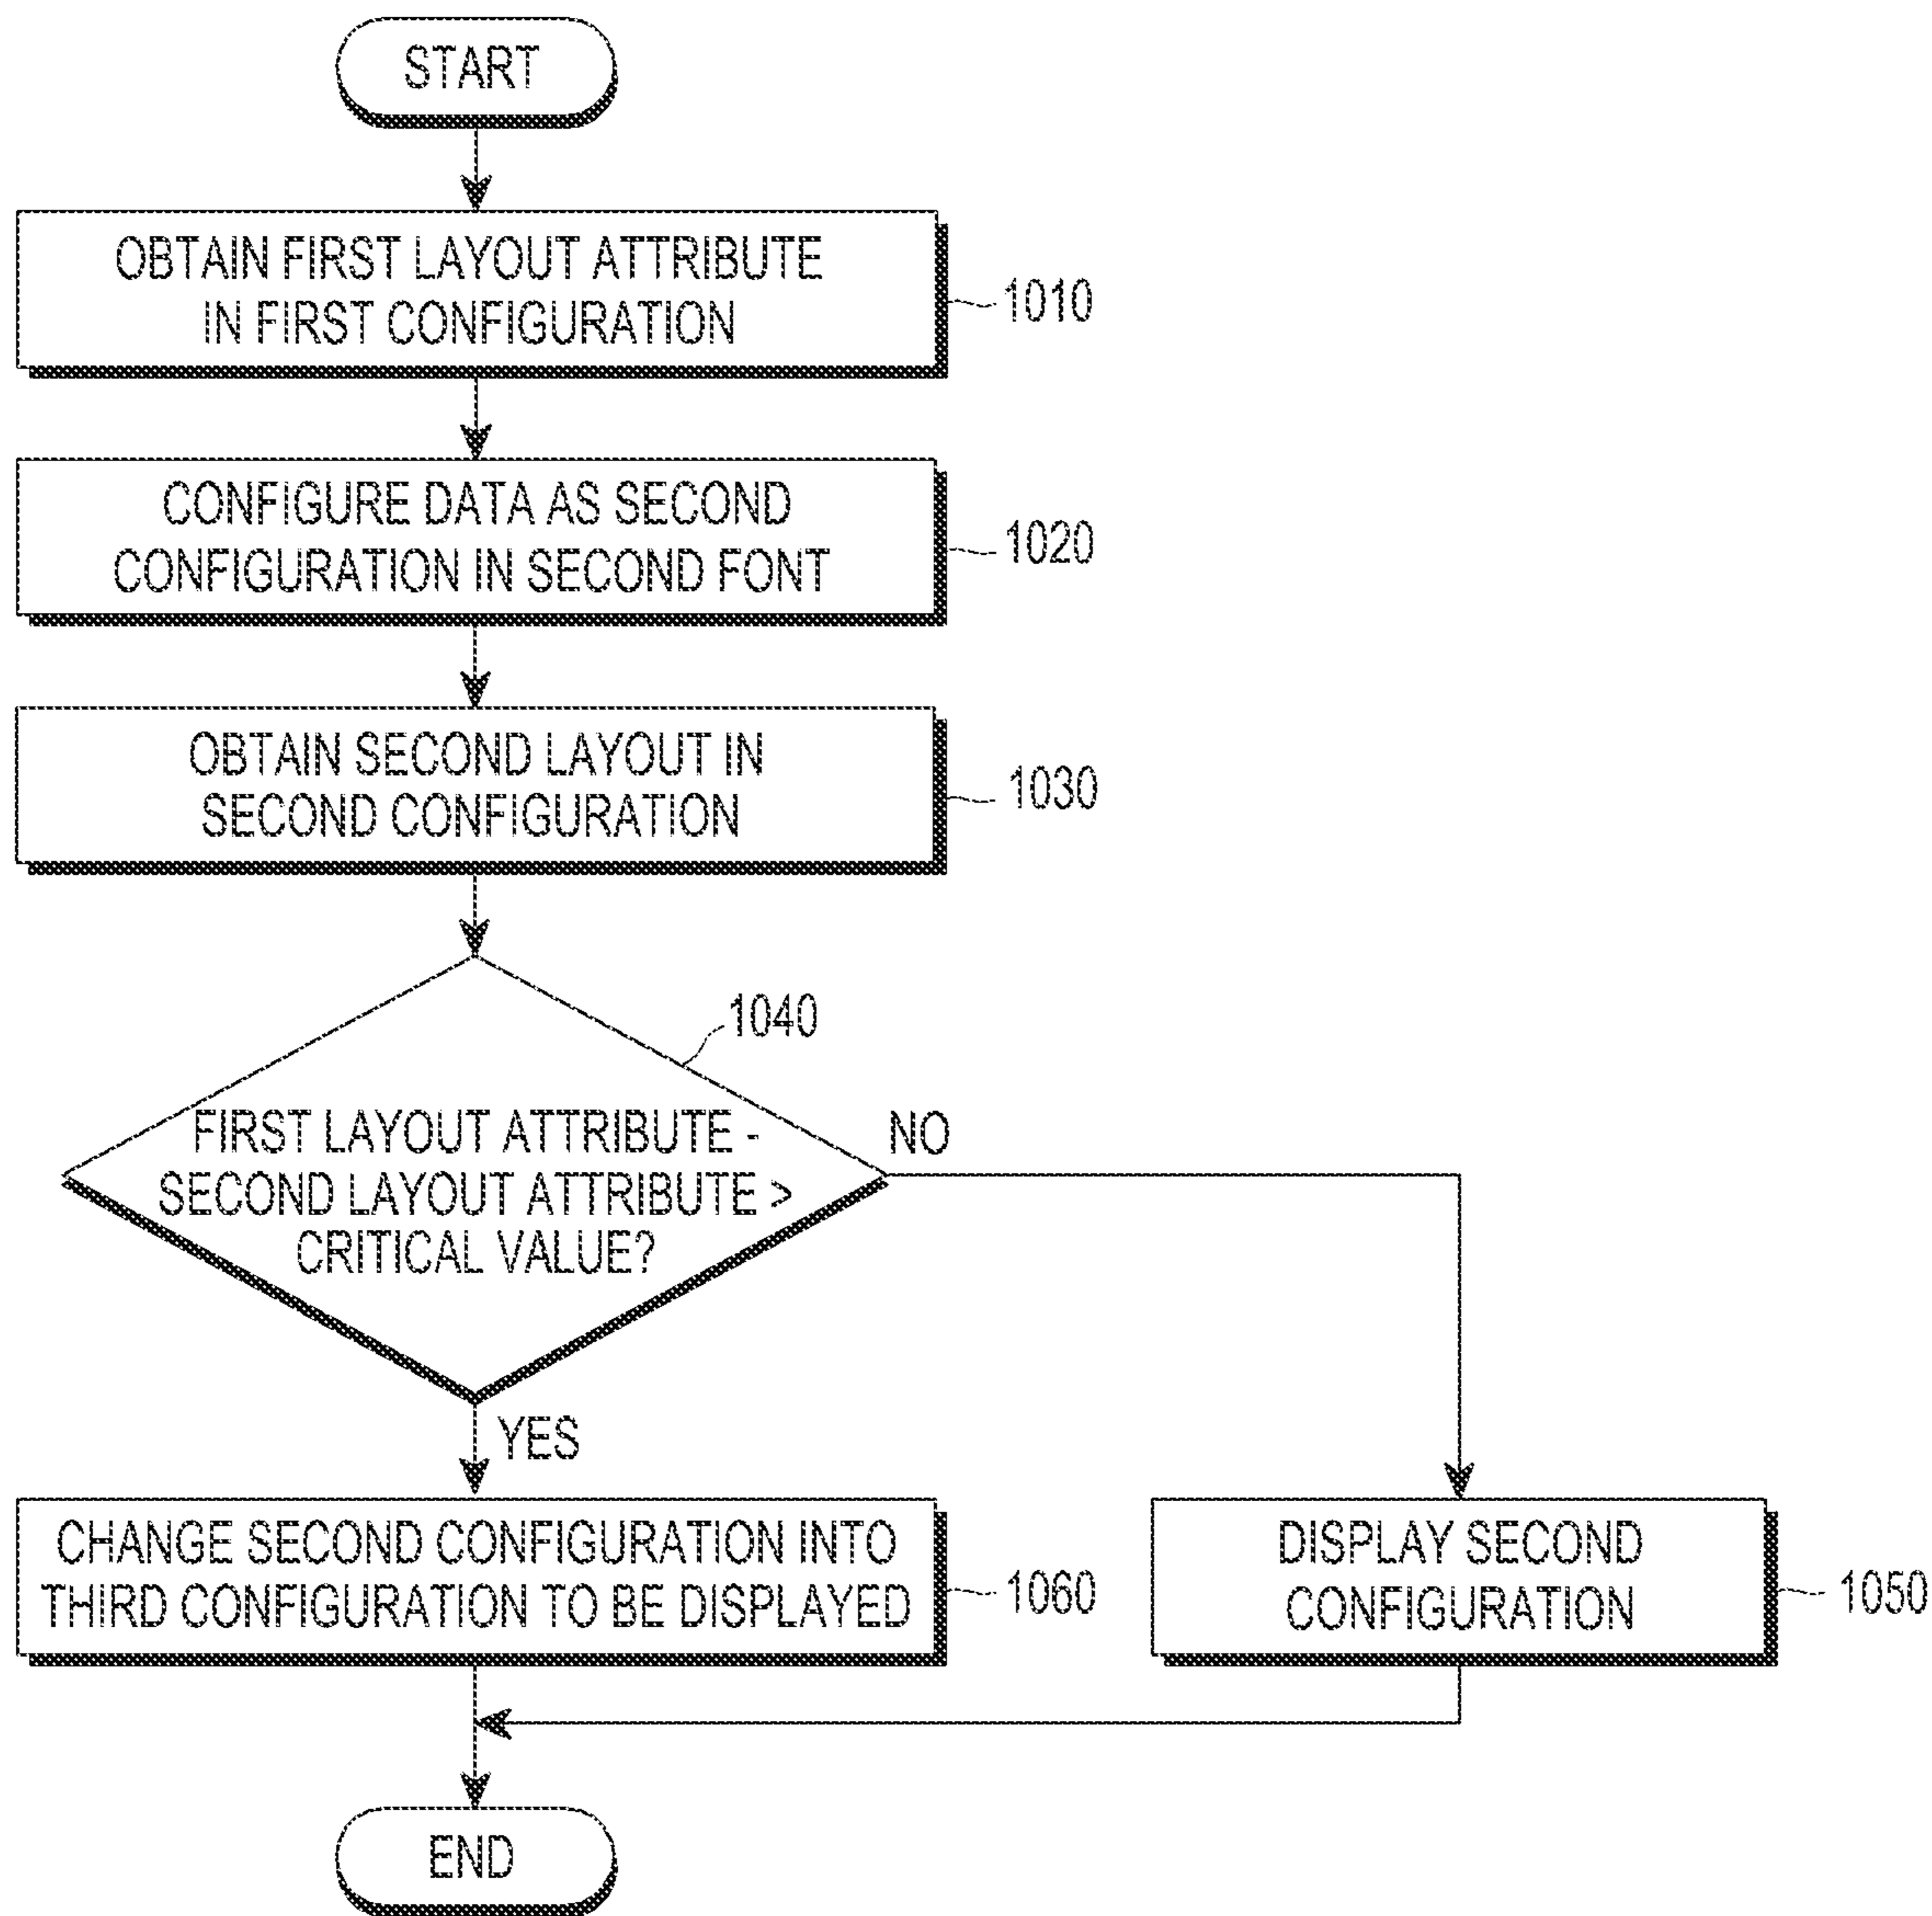 START
OBTAIN FIRST LAYOUT ATTRIBUTE
IN FIRST CONFIGURATION
1010
CONFIGURE DATA AS SECOND
CONFIGURATION IN SECOND FONT
1020
OBTAIN SECOND LAYOUT IN
SECOND CONFIGURATION
1030
1040
FIRST LAYOUT ATTRIBUTE -
SECOND LAYOUT ATTRIBUTE >
CRITICAL VALUE?
NO
YES
CHANGE SECOND CONFIGURATION INTO
THIRD CONFIGURATION TO BE DISPLAYED
1060
DISPLAY SECOND
CONFIGURATION
1050
END